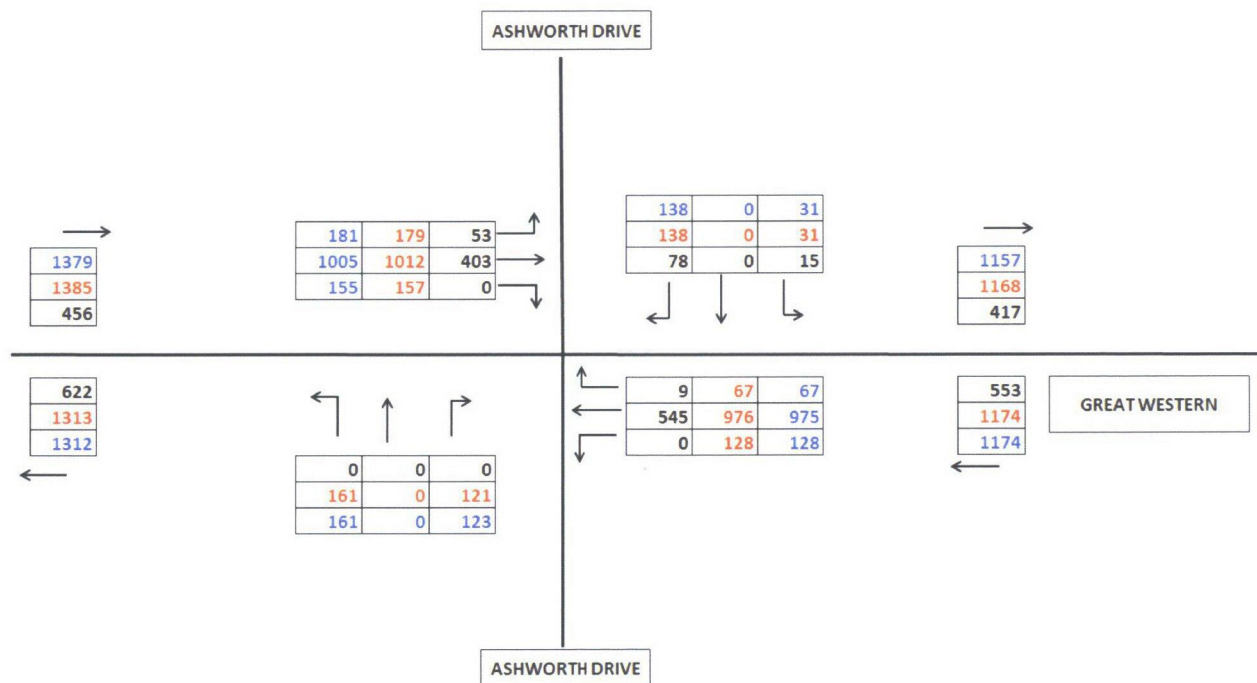 ASHWORTH DRIVE
138 0 31
138 0 31
78 0 15
181 179 53
1005 1012 403
155 157 0
1379
1385
456
1157
1168
417
622
1313
1312
9 67 67
545 976 975
0 128 128
553
1174
1174
GREAT WESTERN
0 0 0
161 0 121
161 0 123
ASHWORTH DRIVE